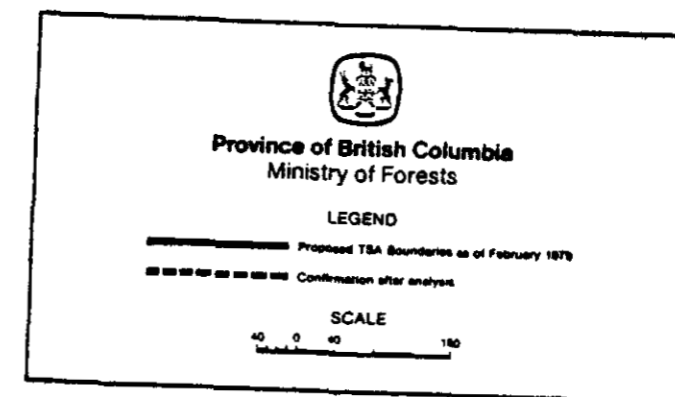 Province of British Columbia
Ministry of Forests
LEGEND
Proposed TSA Boundaries as of February 1979
Confirmation after analysis
SCALE
40 0 40 160